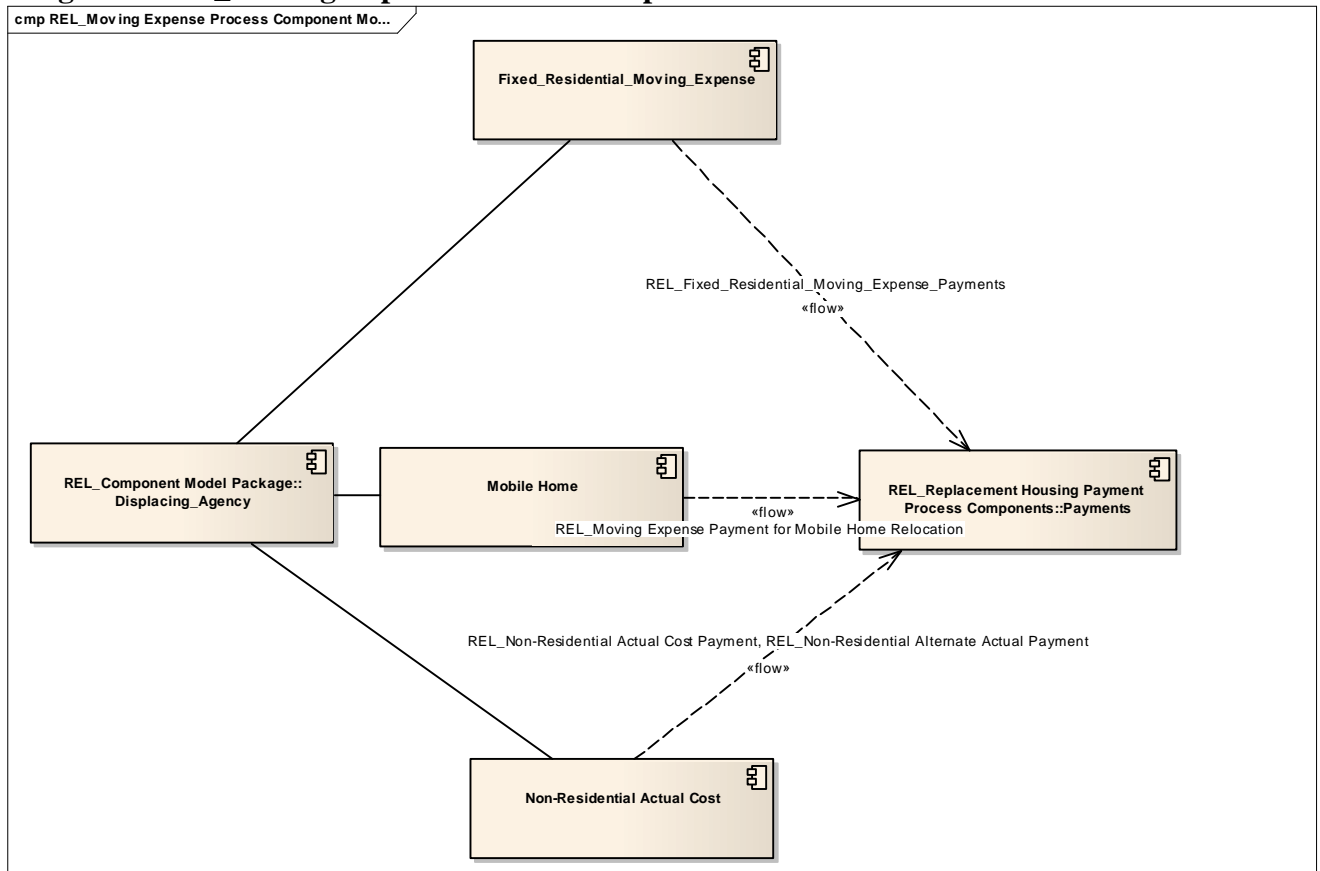 cmp REL_Moving Expense Process Component Mo...
Fixed_Residential_Moving_Expense
REL_Fixed_Residential_Moving_Expense_Payments
«flow»
REL_Component Model Package::
Displacing_Agency
Mobile Home
REL_Replacement Housing Payment
Process Components::Payments
«flow»
REL_Moving Expense Payment for Mobile Home Relocation
REL_Non-Residential Actual Cost Payment, REL_Non-Residential Alternate Actual Payment
«flow»
Non-Residential Actual Cost